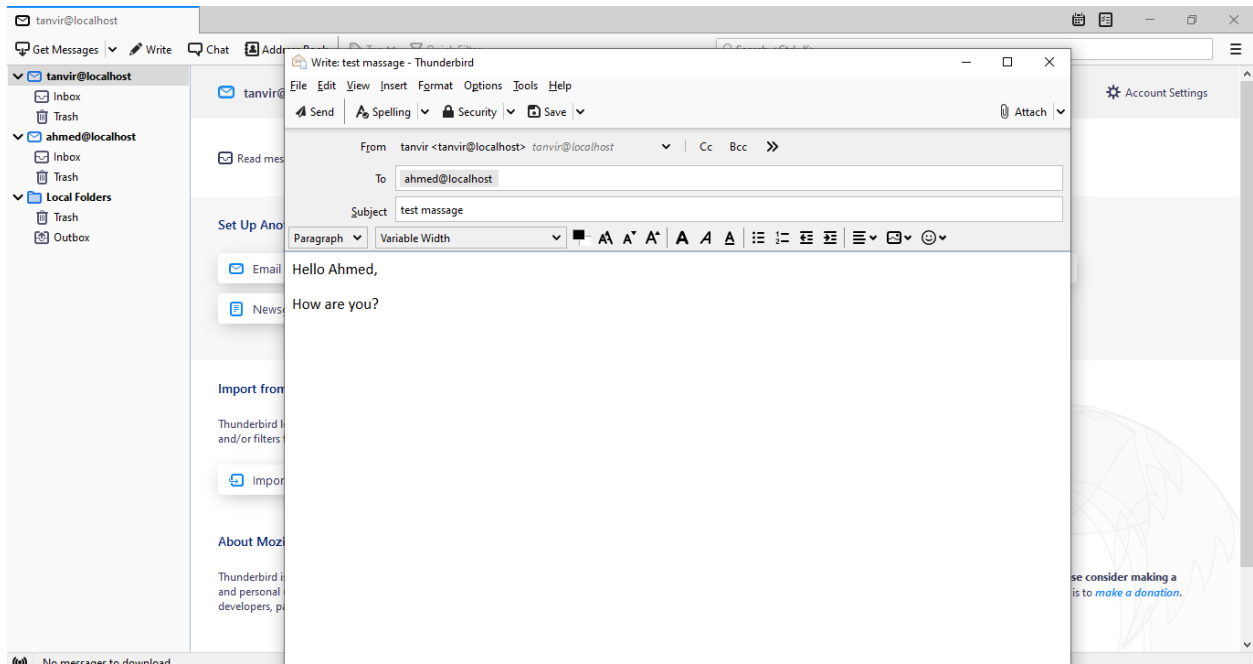 tanvir@localhost
Get Messages Write Chat
Write: test massage - Thunderbird
tanvir@localhost
Inbox
Trash
ahmed@localhost
Inbox
Trash
Local Folders
Trash
Outbox
File Edit View Insert Format Options Tools Help
Send Spelling Security Save Attach
From tanvir <tanvir@localhost> tanvir@localhost Cc Bcc
To ahmed@localhost
Subject test massage
Paragraph Variable Width
Hello Ahmed,
How are you?
Account Settings
Read mes
Set Up Ano
Email
News
Import from
Thunderbird l
and/or filters
Impor
About Mozi
Thunderbird i
and personal
developers, pa
se consider making a
is to make a donation.
No messages to download